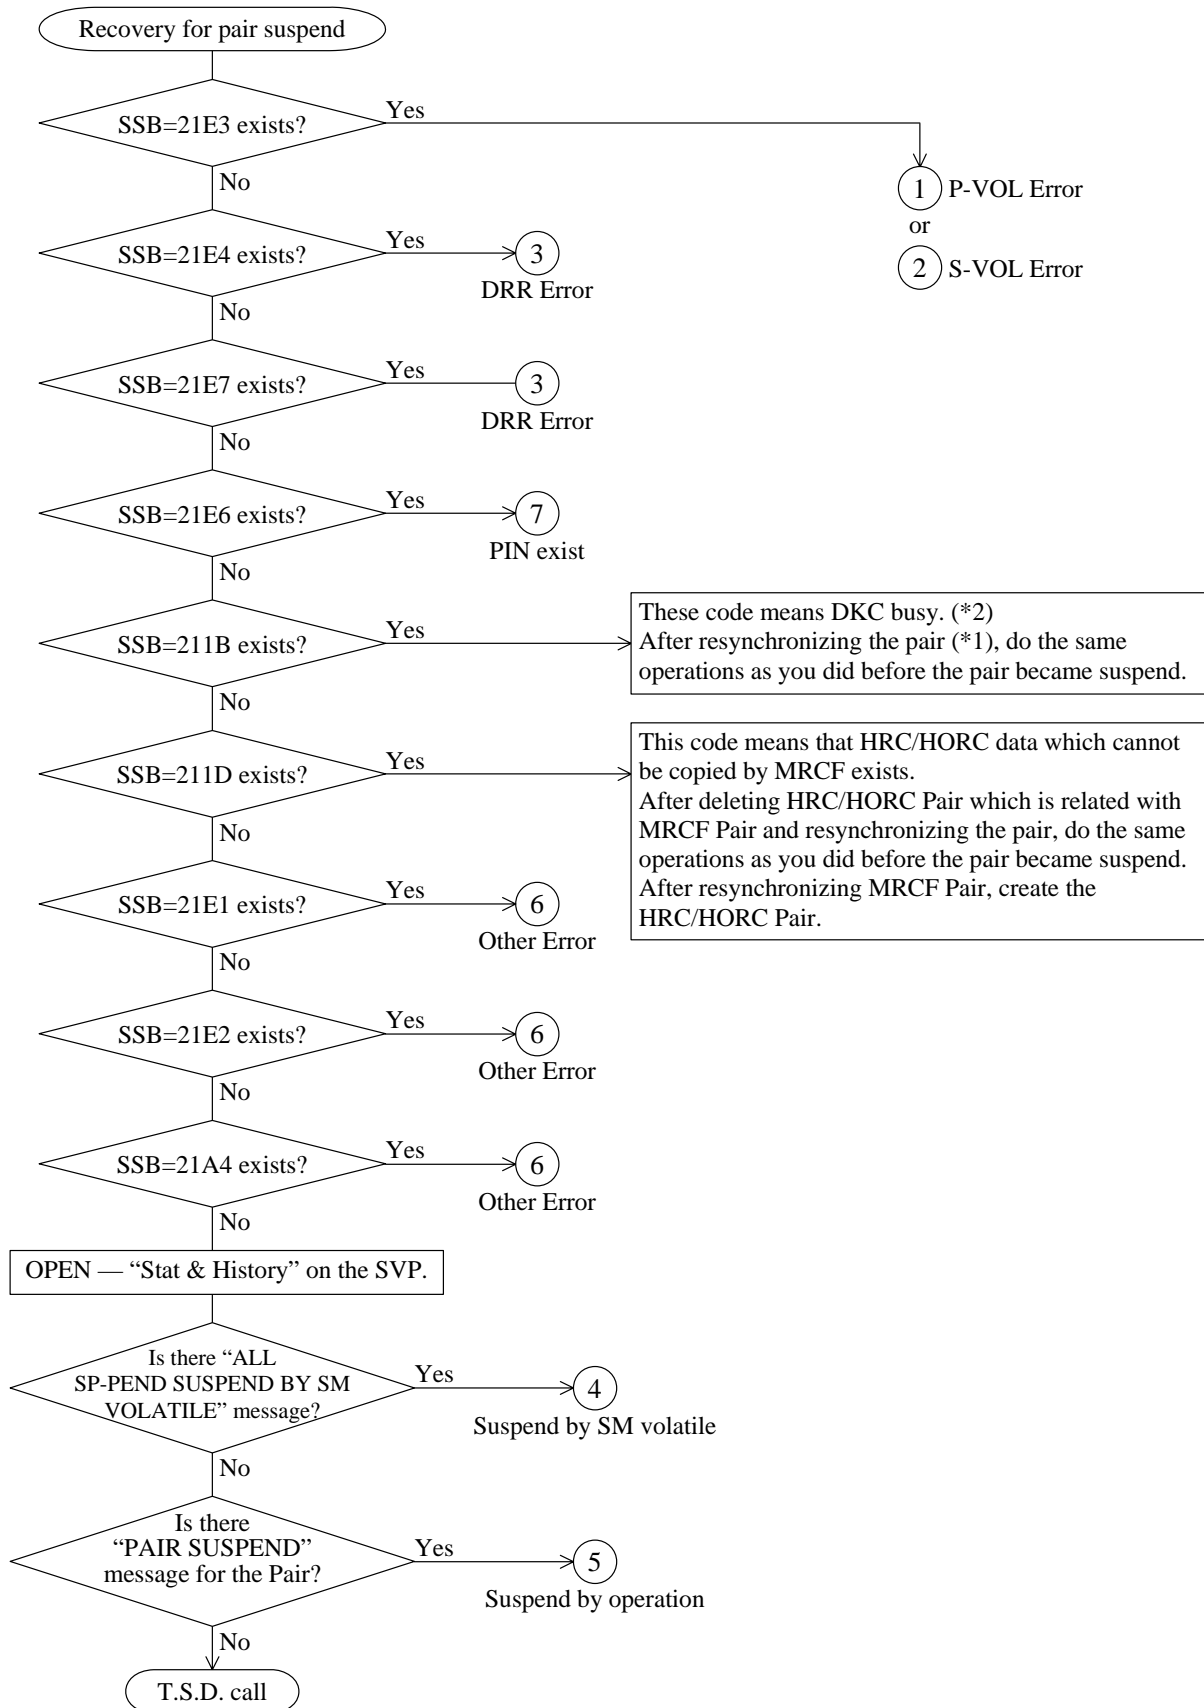 Recovery for pair suspend
SSB=21E3 exists?
Yes
No
1 P-VOL Error
or
2 S-VOL Error
SSB=21E4 exists?
Yes
3
DRR Error
No
SSB=21E7 exists?
Yes
3
DRR Error
No
SSB=21E6 exists?
Yes
7
PIN exist
No
SSB=211B exists?
Yes
These code means DKC busy. (*2)
After resynchronizing the pair (*1), do the same
operations as you did before the pair became suspend.
No
SSB=211D exists?
Yes
This code means that HRC/HORC data which cannot
be copied by MRCF exists.
After deleting HRC/HORC Pair which is related with
MRCF Pair and resynchronizing the pair, do the same
operations as you did before the pair became suspend.
After resynchronizing MRCF Pair, create the
HRC/HORC Pair.
No
SSB=21E1 exists?
Yes
6
Other Error
No
SSB=21E2 exists?
Yes
6
Other Error
No
SSB=21A4 exists?
Yes
6
Other Error
No
OPEN — “Stat & History” on the SVP.
Is there “ALL
SP-PEND SUSPEND BY SM
VOLATILE” message?
Yes
4
Suspend by SM volatile
No
Is there
“PAIR SUSPEND”
message for the Pair?
Yes
5
Suspend by operation
No
T.S.D. call